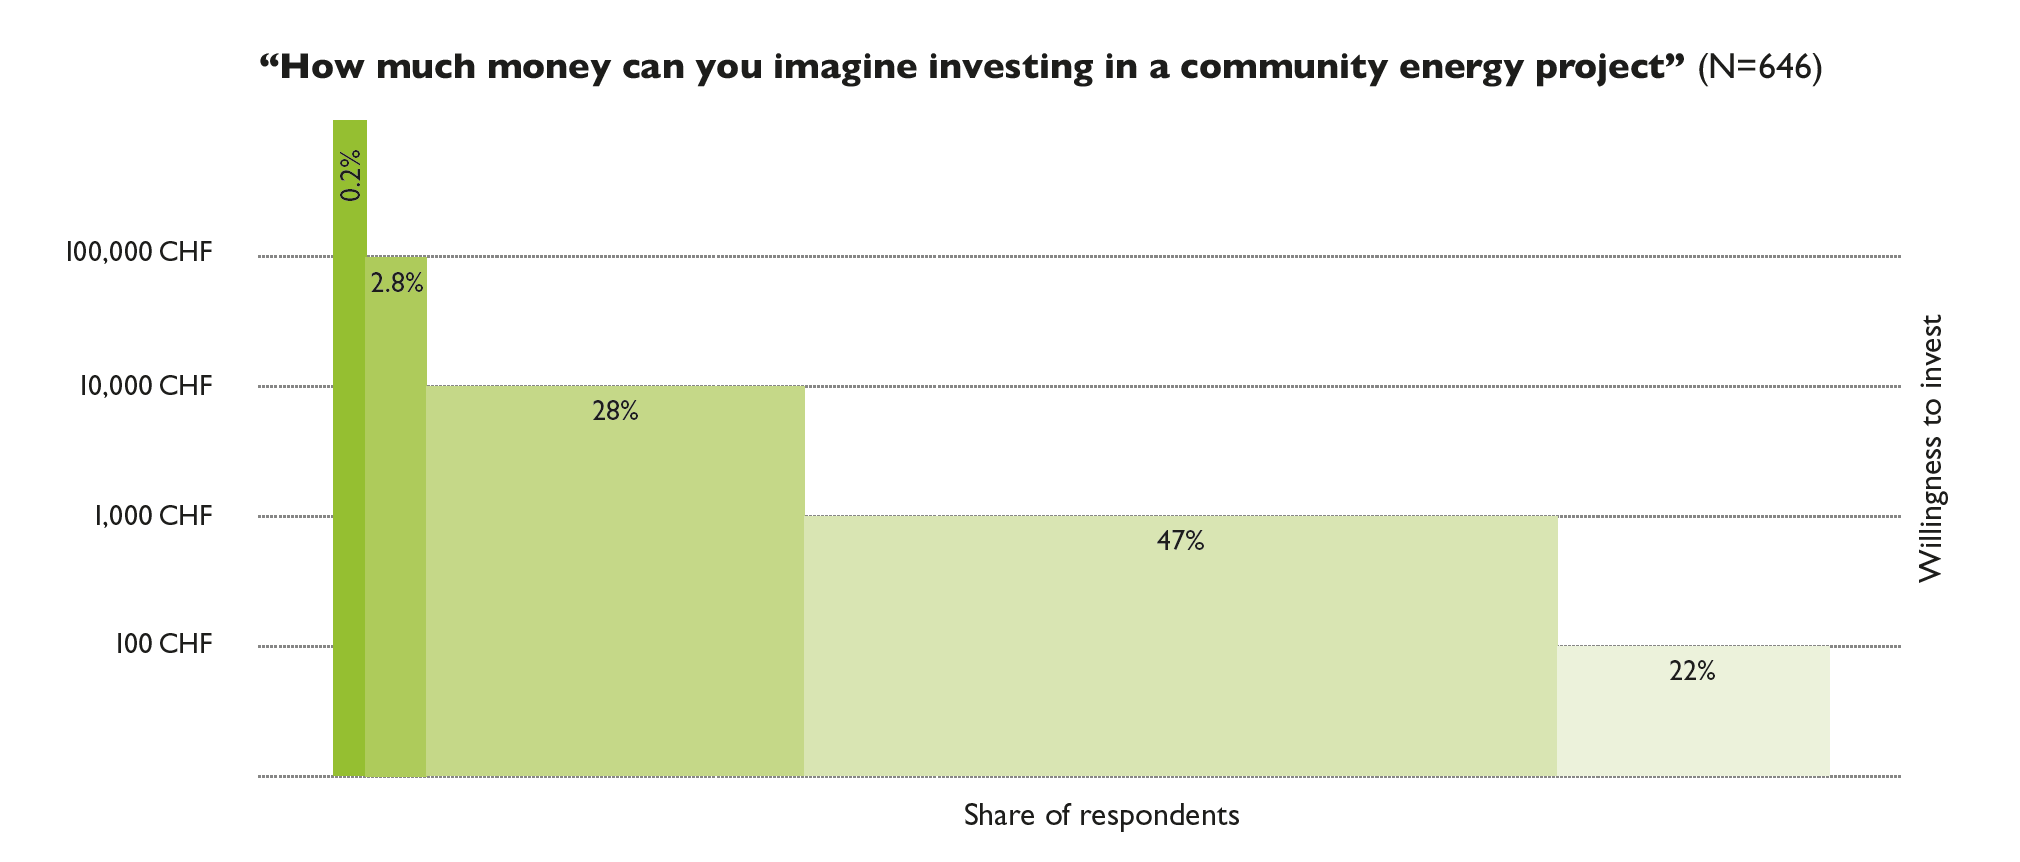 “How much money can you imagine investing in a community energy project” (N=646)
0.2%
100,000 CHF
2.8%
10,000 CHF
28%
1,000 CHF
47%
100 CHF
22%
Willingness to invest
Share of respondents